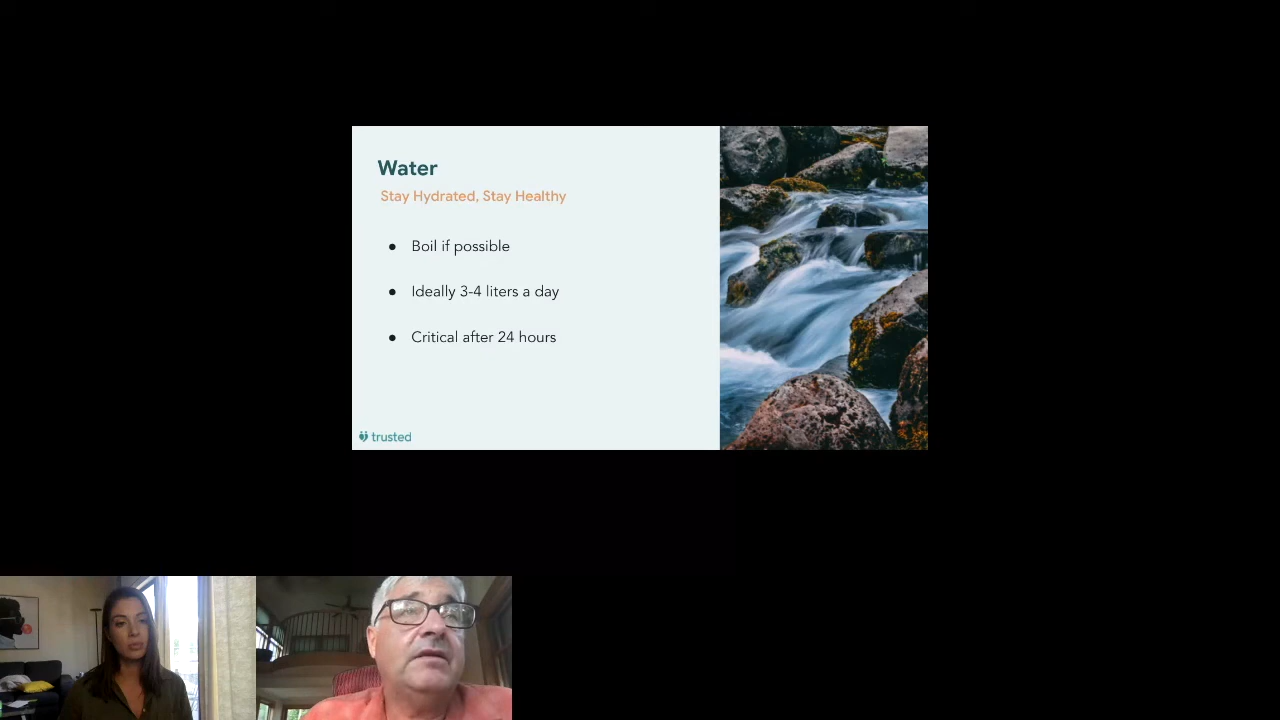 Water
Stay Hydrated, Stay Healthy
● Boil if possible
● Ideally 3-4 liters a day
● Critical after 24 hours
trusted